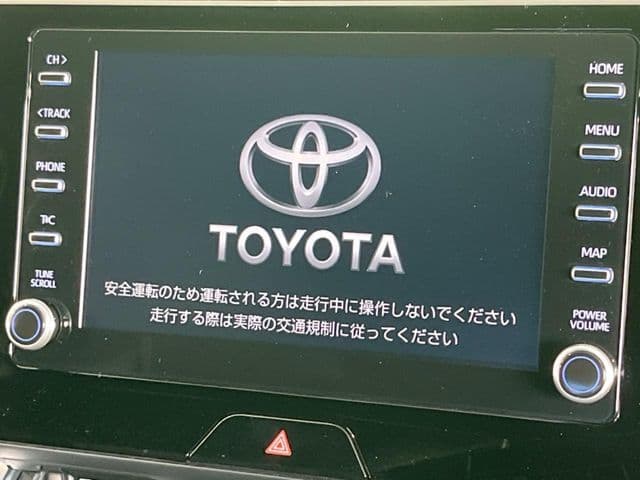 CH >
< TRACK
PHONE
T/C
TUNE
SCROLL
TOYOTA
安全運転のため運転される方は走行中に操作しないでください
走行する際は実際の交通規制に従ってください
HOME
MENU
AUDIO
MAP
POWER
VOLUME